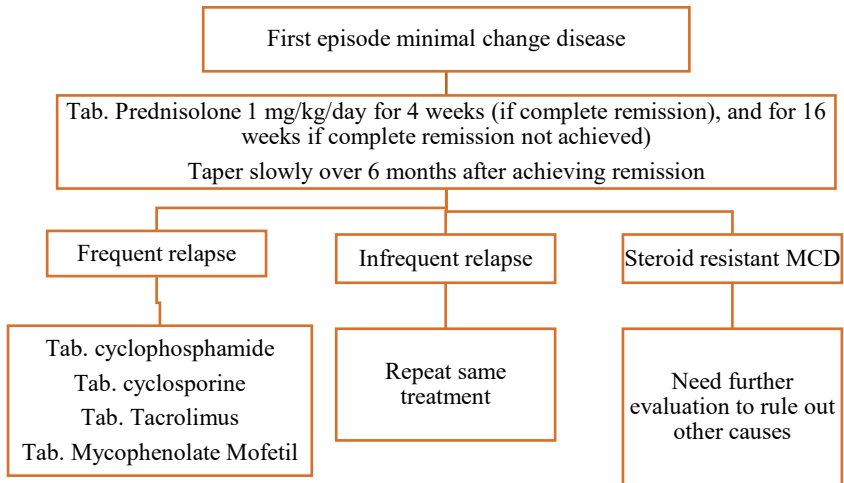 First episode minimal change disease
Tab. Prednisolone 1 mg/kg/day for 4 weeks (if complete remission), and for 16
weeks if complete remission not achieved)
Taper slowly over 6 months after achieving remission
Frequent relapse
Infrequent relapse
Steroid resistant MCD
Tab. cyclophosphamide
Tab. cyclosporine
Tab. Tacrolimus
Tab. Mycophenolate Mofetil
Repeat same
treatment
Need further
evaluation to rule out
other causes